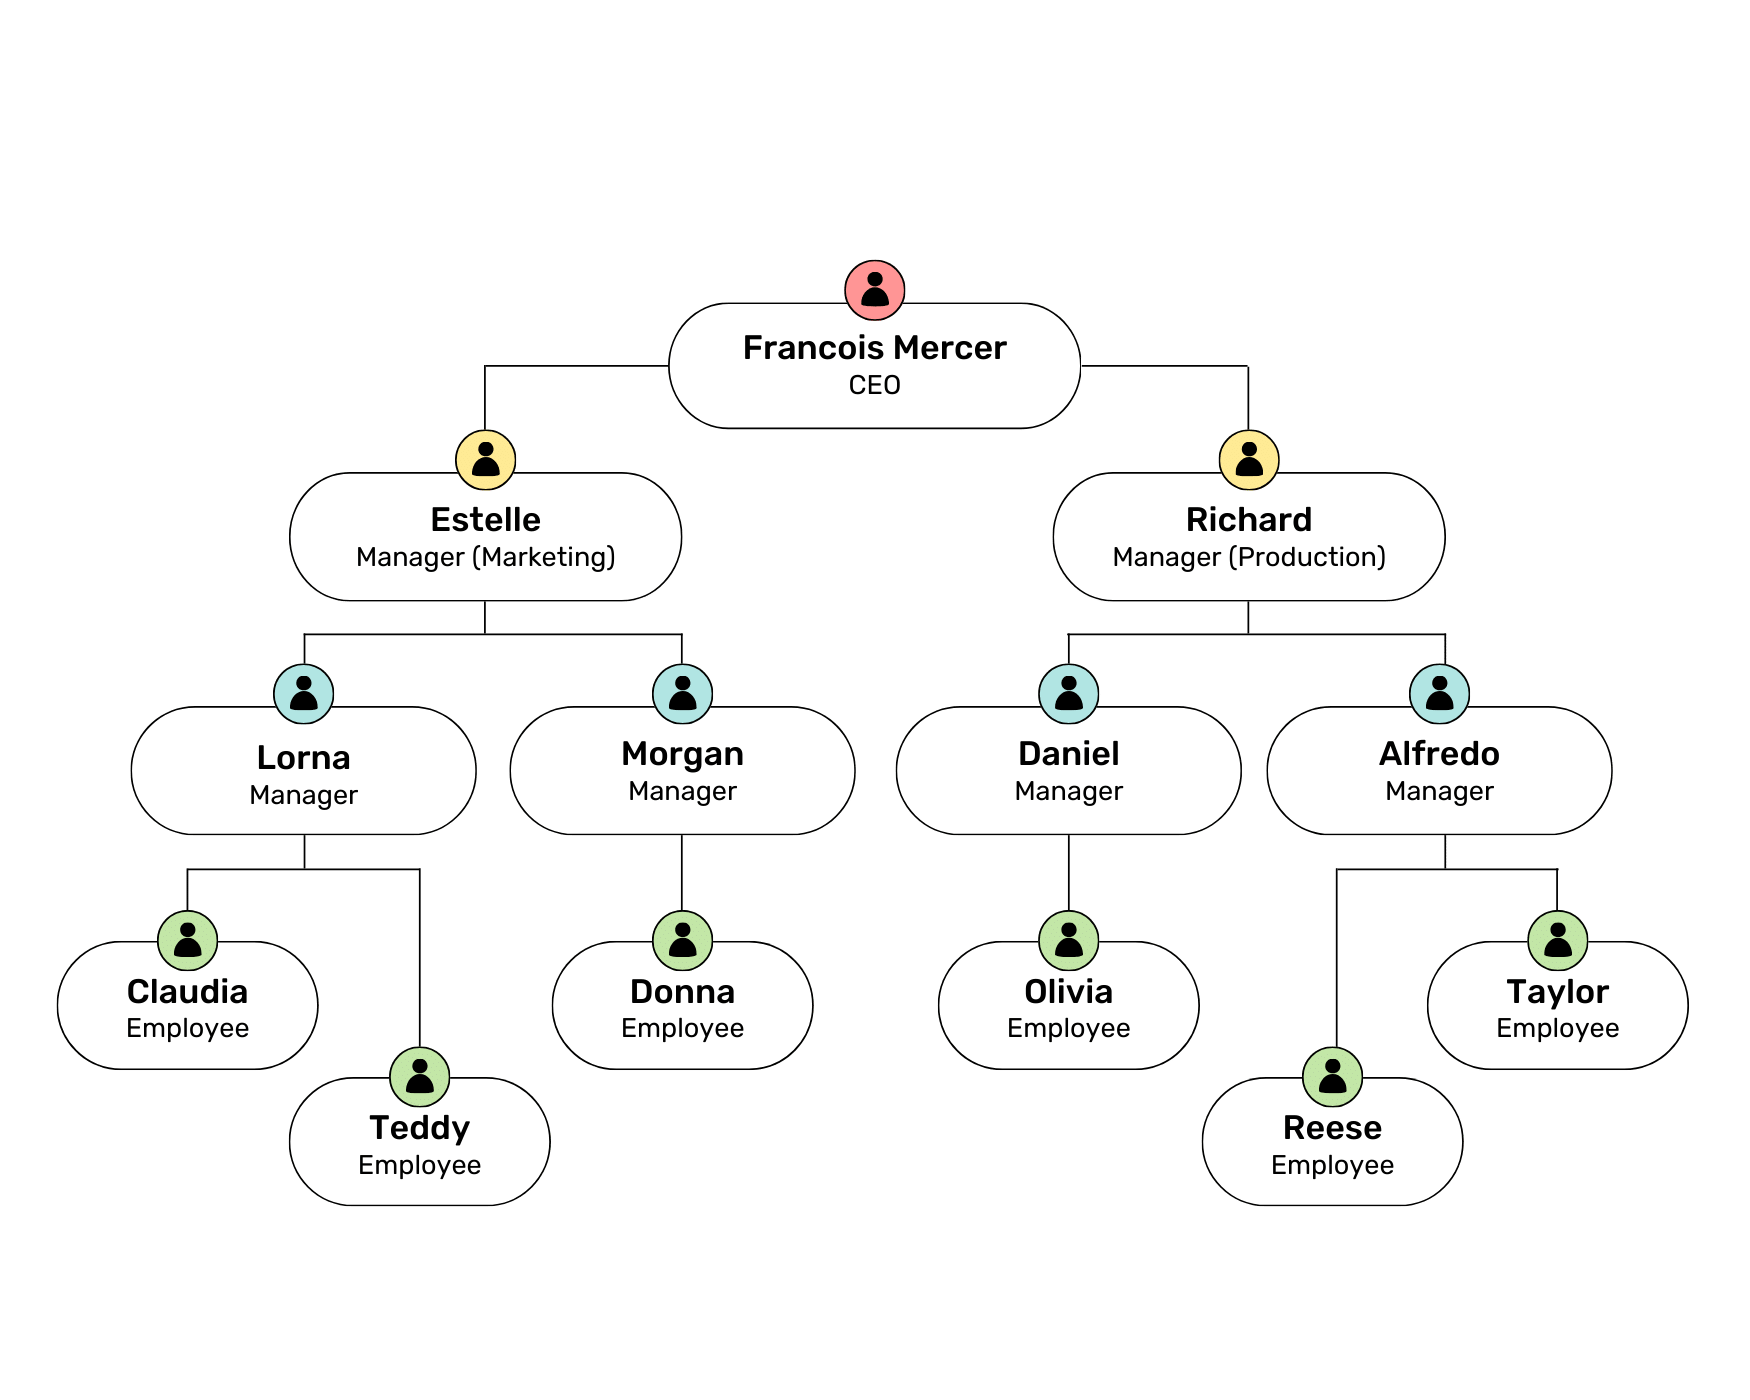 Francois Mercer
CEO
Estelle
Manager (Marketing)
Richard
Manager (Production)
Lorna
Manager
Morgan
Manager
Daniel
Manager
Alfredo
Manager
Claudia
Employee
Donna
Employee
Olivia
Employee
Taylor
Employee
Teddy
Employee
Reese
Employee